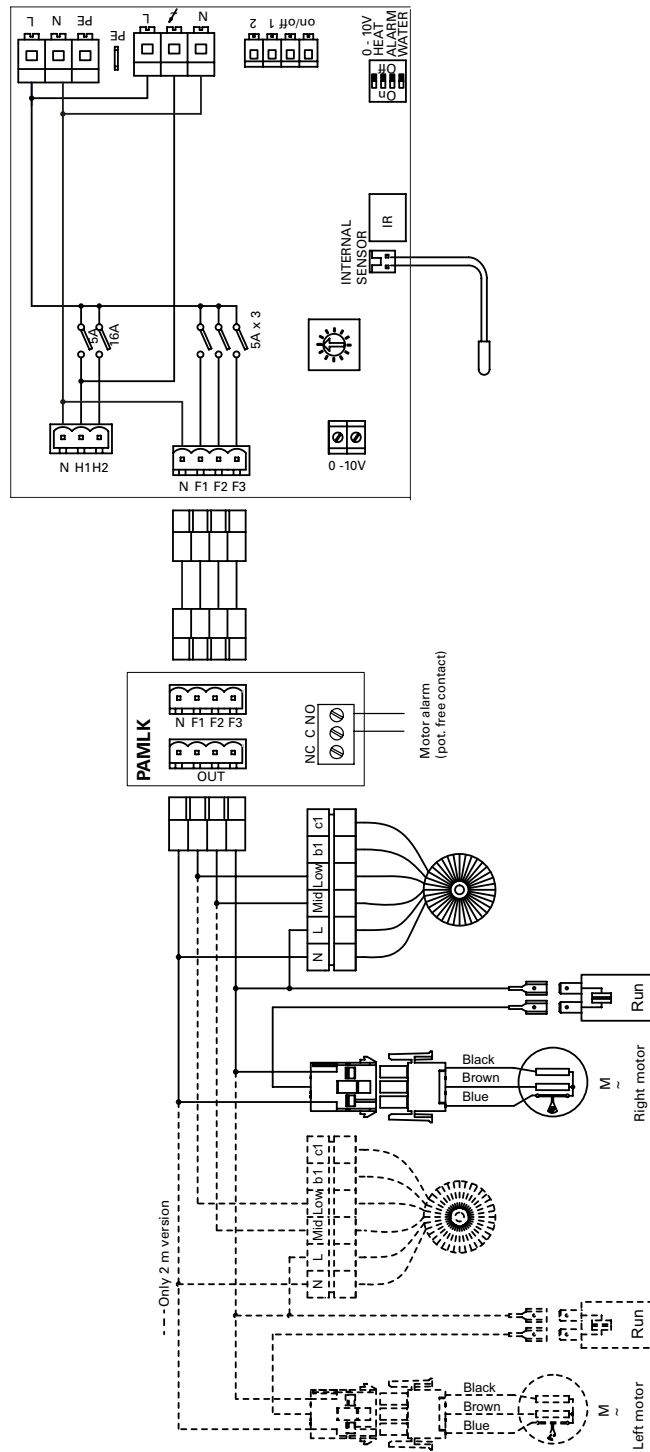 L N PE
PE
L N
on/off 1 2
0 - 10V
HEAT
ALARM
WATER
Off
On
INTERNAL
SENSOR
IR
5A
16A
5A x 3
N H1 H2
N F1 F2 F3
0 -10V
PAMLK
N F1 F2 F3
OUT
NC C NO
Motor alarm
(pot. free contact)
N L Mid Low b1 c1
Run
Black
Brown
Blue
M
~
Right motor
---- Only 2 m version
N L Mid Low b1 c1
Run
Black
Brown
Blue
M
~
Left motor